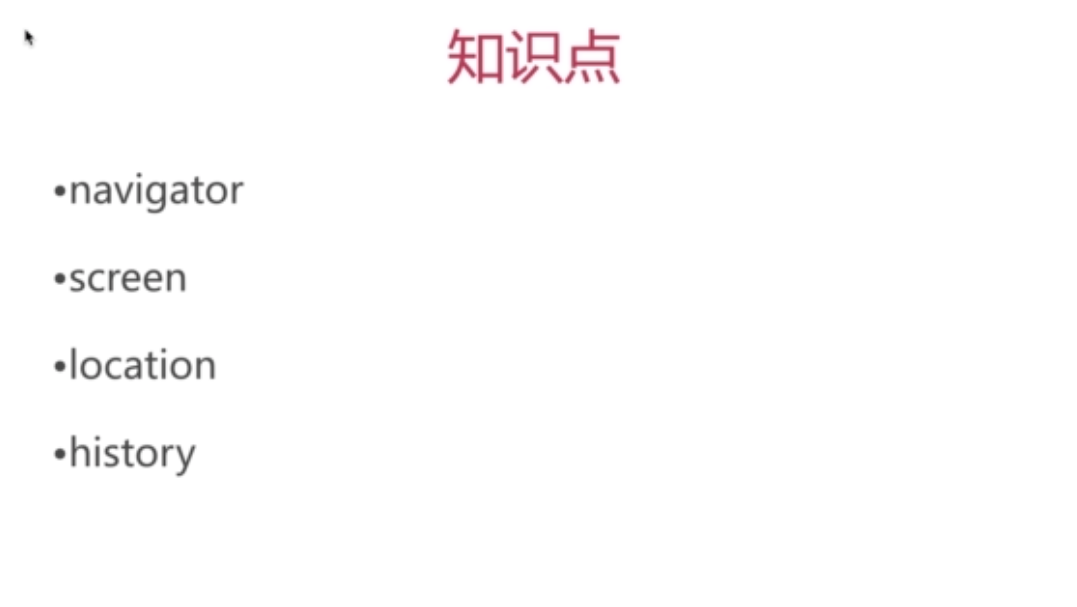 知识点
•navigator
•screen
•location
•history